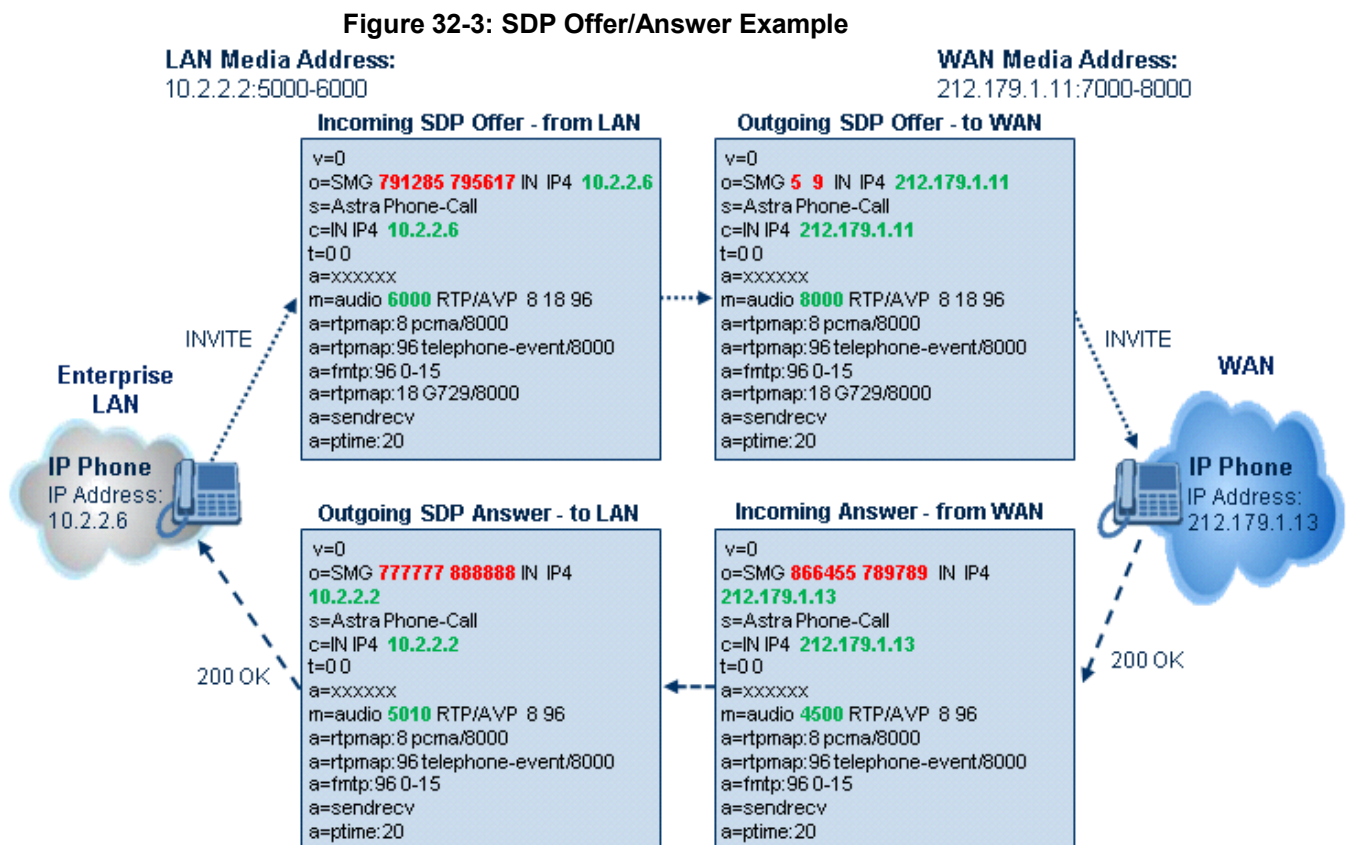 Figure 32-3: SDP Offer/Answer Example
LAN Media Address:
10.2.2.2:5000-6000
WAN Media Address:
212.179.1.11:7000-8000
Incoming SDP Offer - from LAN
v=0
o=SMG 791285 795617 IN IP4 10.2.2.6
s=Astra Phone-Call
c=IN IP4 10.2.2.6
t=0 0
a=xxxxxx
m=audio 6000 RTP/AVP 8 18 96
a=rtpmap:8 pcma/8000
a=rtpmap:96 telephone-event/8000
a=fmtp:96 0-15
a=rtpmap:18 G729/8000
a=sendrecv
a=ptime:20
Outgoing SDP Offer - to WAN
v=0
o=SMG 5 9 IN IP4 212.179.1.11
s=Astra Phone-Call
c=IN IP4 212.179.1.11
t=0 0
a=xxxxxx
m=audio 8000 RTP/AVP 8 18 96
a=rtpmap:8 pcma/8000
a=rtpmap:96 telephone-event/8000
a=fmtp:96 0-15
a=rtpmap:18 G729/8000
a=sendrecv
a=ptime:20
INVITE
INVITE
Enterprise
LAN
IP Phone
IP Address:
10.2.2.6
WAN
IP Phone
IP Address:
212.179.1.13
Outgoing SDP Answer - to LAN
v=0
o=SMG 777777 888888 IN IP4
10.2.2.2
s=Astra Phone-Call
c=IN IP4 10.2.2.2
t=0 0
a=xxxxxx
m=audio 5010 RTP/AVP 8 96
a=rtpmap:8 pcma/8000
a=rtpmap:96 telephone-event/8000
a=fmtp:96 0-15
a=sendrecv
a=ptime:20
Incoming Answer - from WAN
v=0
o=SMG 866455 789789 IN IP4
212.179.1.13
s=Astra Phone-Call
c=IN IP4 212.179.1.13
t=0 0
a=xxxxxx
m=audio 4500 RTP/AVP 8 96
a=rtpmap:8 pcma/8000
a=rtpmap:96 telephone-event/8000
a=fmtp:96 0-15
a=sendrecv
a=ptime:20
200 OK
200 OK